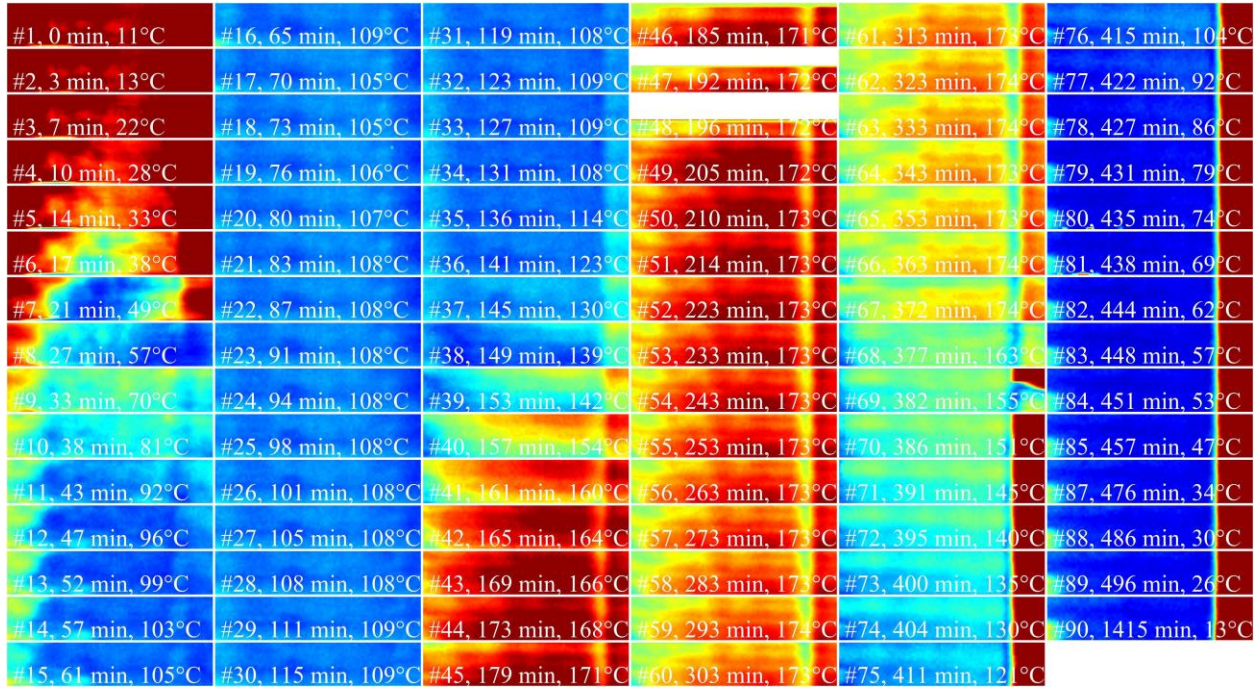 #1, 0 min, 11°C
#2, 3 min, 13°C
#3, 7 min, 22°C
#4, 10 min, 28°C
#5, 14 min, 33°C
#6, 17 min, 38°C
#7, 21 min, 49°C
#8, 27 min, 57°C
#9, 33 min, 70°C
#10, 38 min, 81°C
#11, 43 min, 92°C
#12, 47 min, 96°C
#13, 52 min, 99°C
#14, 57 min, 103°C
#15, 61 min, 105°C
#16, 65 min, 109°C
#17, 70 min, 105°C
#18, 73 min, 105°C
#19, 76 min, 106°C
#20, 80 min, 107°C
#21, 83 min, 108°C
#22, 87 min, 108°C
#23, 91 min, 108°C
#24, 94 min, 108°C
#25, 98 min, 108°C
#26, 101 min, 108°C
#27, 105 min, 108°C
#28, 108 min, 108°C
#29, 111 min, 109°C
#30, 115 min, 109°C
#31, 119 min, 108°C
#32, 123 min, 109°C
#33, 127 min, 109°C
#34, 131 min, 108°C
#35, 136 min, 114°C
#36, 141 min, 123°C
#37, 145 min, 130°C
#38, 149 min, 139°C
#39, 153 min, 142°C
#40, 157 min, 154°C
#41, 161 min, 160°C
#42, 165 min, 164°C
#43, 169 min, 166°C
#44, 173 min, 168°C
#45, 179 min, 171°C
#46, 185 min, 171°C
#47, 192 min, 172°C
#48, 196 min, 172°C
#49, 205 min, 172°C
#50, 210 min, 173°C
#51, 214 min, 173°C
#52, 223 min, 173°C
#53, 233 min, 173°C
#54, 243 min, 173°C
#55, 253 min, 173°C
#56, 263 min, 173°C
#57, 273 min, 173°C
#58, 283 min, 173°C
#59, 293 min, 174°C
#60, 303 min, 173°C
#61, 313 min, 173°C
#62, 323 min, 174°C
#63, 333 min, 174°C
#64, 343 min, 173°C
#65, 353 min, 173°C
#66, 363 min, 174°C
#67, 372 min, 174°C
#68, 377 min, 163°C
#69, 382 min, 155°C
#70, 386 min, 151°C
#71, 391 min, 145°C
#72, 395 min, 140°C
#73, 400 min, 135°C
#74, 404 min, 130°C
#75, 411 min, 121°C
#76, 415 min, 104°C
#77, 422 min, 92°C
#78, 427 min, 86°C
#79, 431 min, 79°C
#80, 435 min, 74°C
#81, 438 min, 69°C
#82, 444 min, 62°C
#83, 448 min, 57°C
#84, 451 min, 53°C
#85, 457 min, 47°C
#87, 476 min, 34°C
#88, 486 min, 30°C
#89, 496 min, 26°C
#90, 1415 min, 13°C